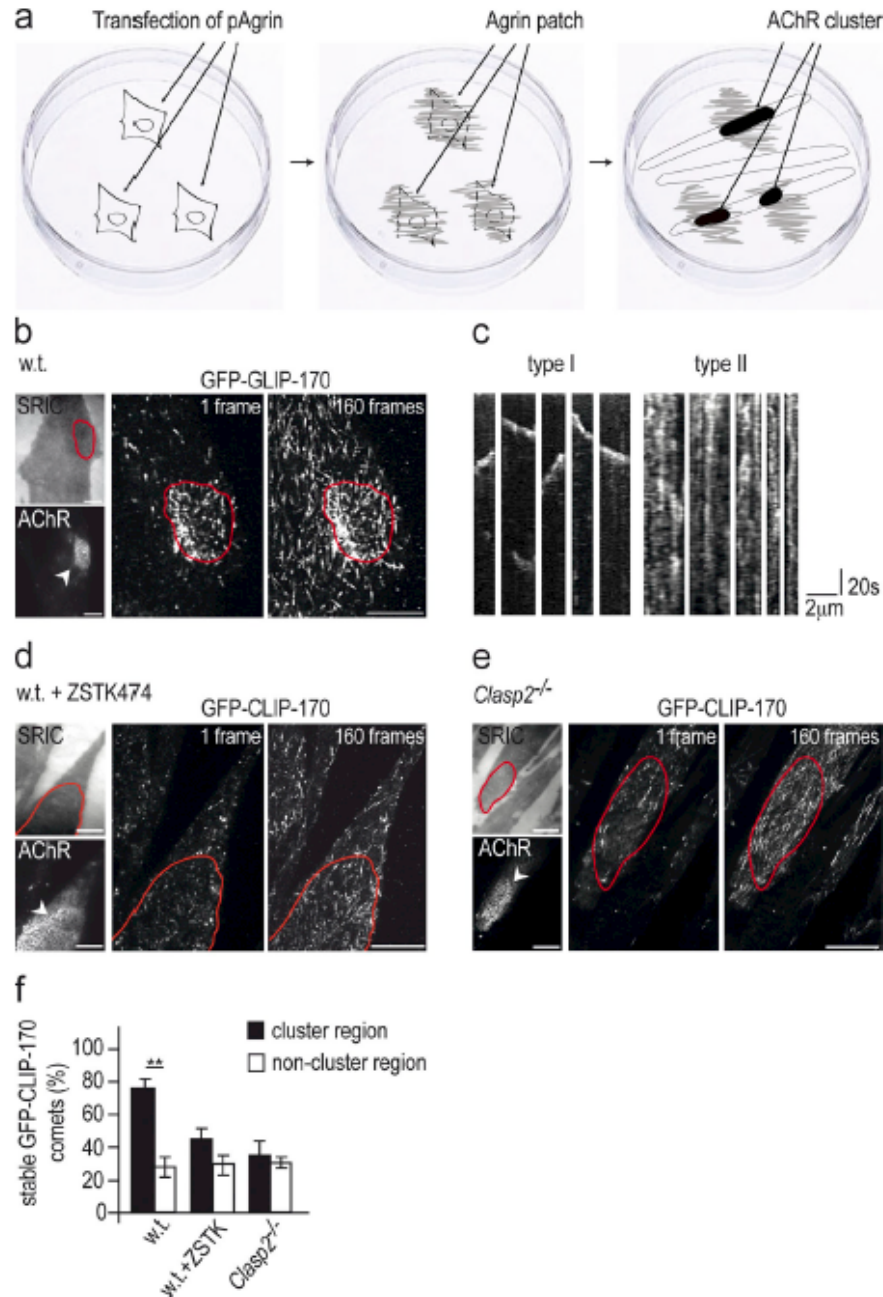 a
Transfection of pAgrin
Agrin patch
AChR cluster
b
w.t.
GFP-GLIP-170
SRIC
1 frame
160 frames
AChR
c
type I
type II
20s
2μm
d
w.t. + ZSTK474
GFP-CLIP-170
SRIC
1 frame
160 frames
AChR
e
Clasp2-/-
GFP-CLIP-170
SRIC
1 frame
160 frames
AChR
f
stable GFP-CLIP-170
comets (%)
100
80
60
40
20
0
**
cluster region
non-cluster region
w.t.
w.t.+ZSTK
Clasp2-/-